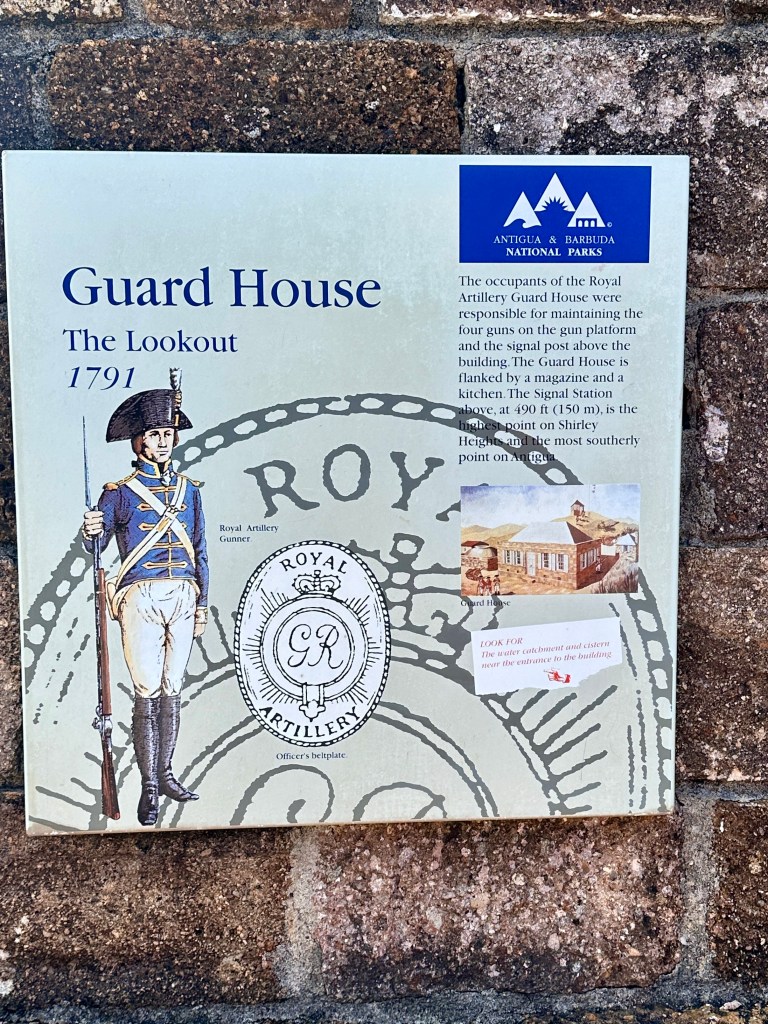 ANTIGUA & BARBUDA
NATIONAL PARKS
Guard House
The Lookout
1791
The occupants of the Royal
Artillery Guard House were
responsible for maintaining the
four guns on the gun platform
and the signal post above the
building. The Guard House is
flanked by a magazine and a
kitchen. The Signal Station
above, at 490 ft (150 m), is the
highest point on Shirley
Heights and the most southerly
point on Antigua.
ROYA
Royal Artillery
Gunner.
ROYAL
GR
ARTILLERY
Officer's beltplate.
Guard House
LOOK FOR
The water catchment and cistern
near the entrance to the building.